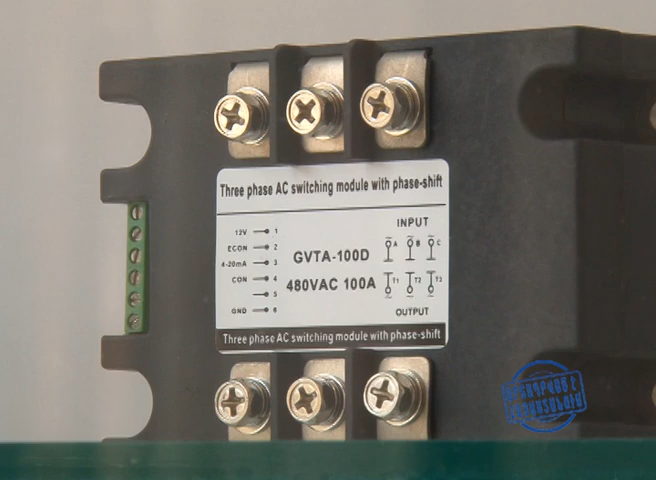 Three phase AC switching module with phase-shift
INPUT
12V 1
ECON 2
4-20mA 3
CON 4
5
GND 6
GVTA-100D
480VAC 100A
A B C
T1 T2 T3
OUTPUT
Three phase AC switching module with phase-shift